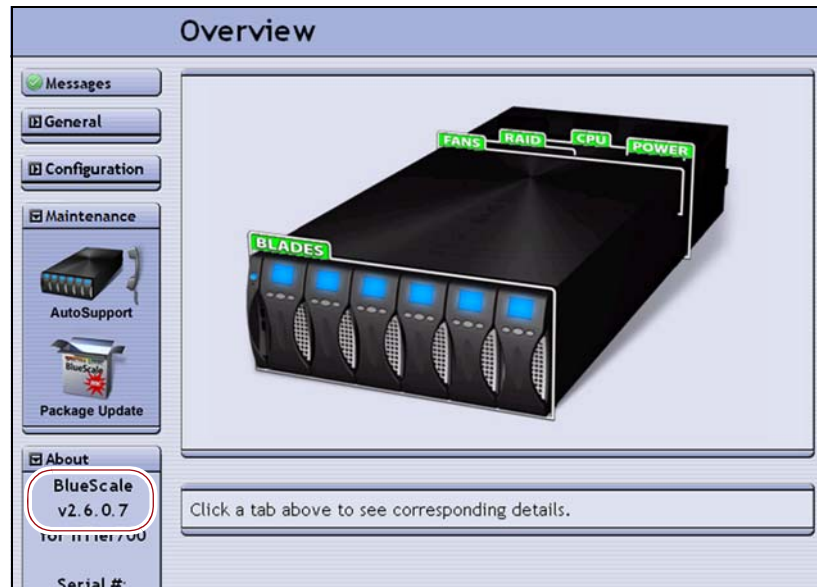 Overview
Messages
General
Configuration
Maintenance
AutoSupport
BlueScale
Package Update
About
BlueScale
v2.6.0.7
Serial #:
FANS
RAID
CPU
POWER
BLADES
Click a tab above to see corresponding details.